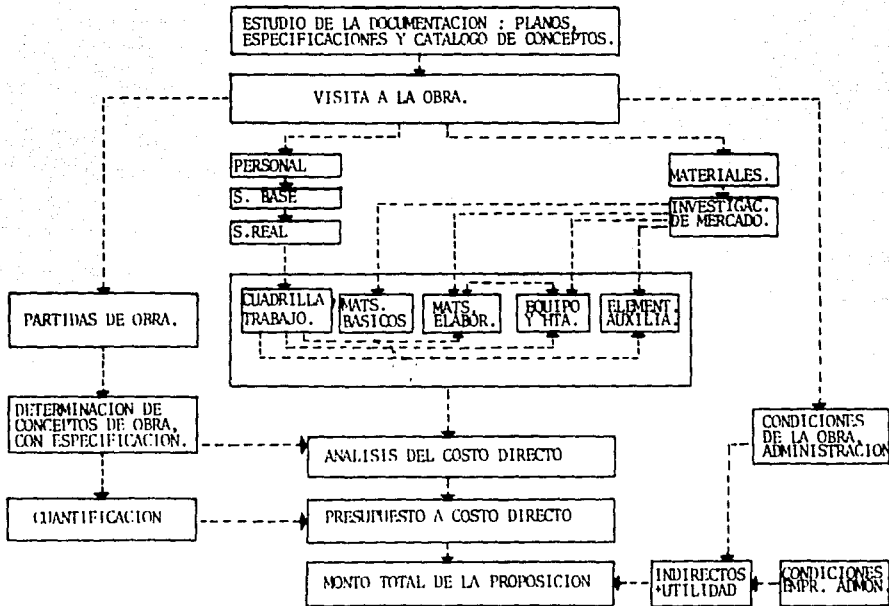 ESTUDIO DE LA DOCUMENTACION : PLANOS,
ESPECIFICACIONES Y CATALOGO DE CONCEPTOS.
VISITA A LA OBRA.
PERSONAL
S. BASE
S.REAL
MATERIALES.
INVESTIGAC.
DE MERCADO.
CUADRILLA
TRABAJO.
MATS.
BASICOS
MATS.
ELABOR.
EQUIPO
Y HTA.
ELEMENT.
AUXILIA.
PARTIDAS DE OBRA.
DETERMINACION DE
CONCEPTOS DE OBRA,
CON ESPECIFICACION.
CUANTIFICACION
ANALISIS DEL COSTO DIRECTO
PRESUPUESTO A COSTO DIRECTO
MONTO TOTAL DE LA PROPOSICION
CONDICIONES
DE LA OBRA,
ADMINISTRACION
INDIRECTOS
+UTILIDAD
CONDICIONES
EMPR. ADMON.